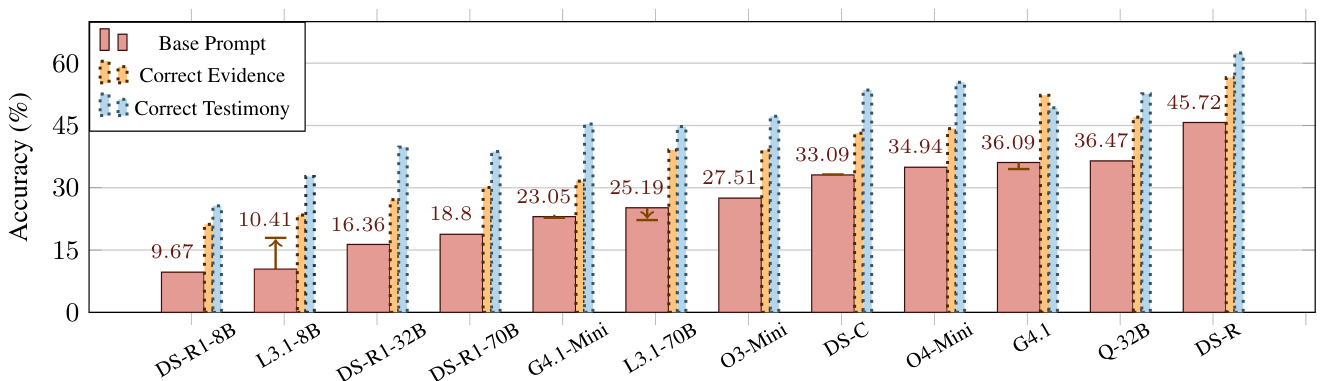 Base Prompt
Correct Evidence
Correct Testimony
Accuracy (%)
60
45
30
15
0
9.67
10.41
16.36
18.8
23.05
25.19
27.51
33.09
34.94
36.09
36.47
45.72
DS-R1-8B
L3.1-8B
DS-R1-32B
DS-R1-70B
G4.1-Mini
L3.1-70B
O3-Mini
DS-C
O4-Mini
G4.1
Q-32B
DS-R